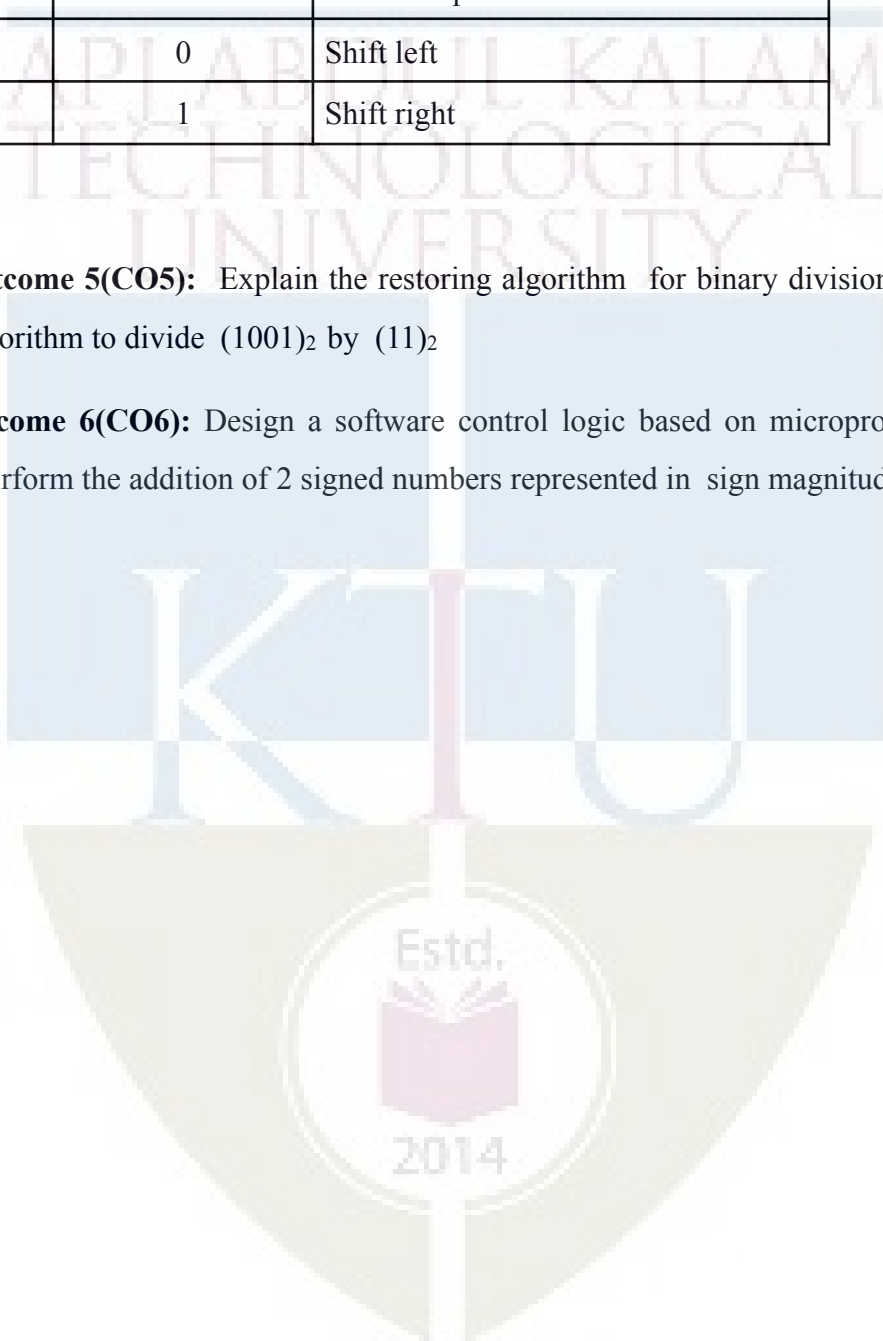 0 Shift left
1 Shift right
API ABDUL KALAM
TECHNOLOGICAL
UNIVERSITY
tcome 5(CO5): Explain the restoring algorithm for binary division
orithm to divide (1001)₂ by (11)₂
come 6(CO6): Design a software control logic based on micropro
rform the addition of 2 signed numbers represented in sign magnitud
KTU
Estd.
2014